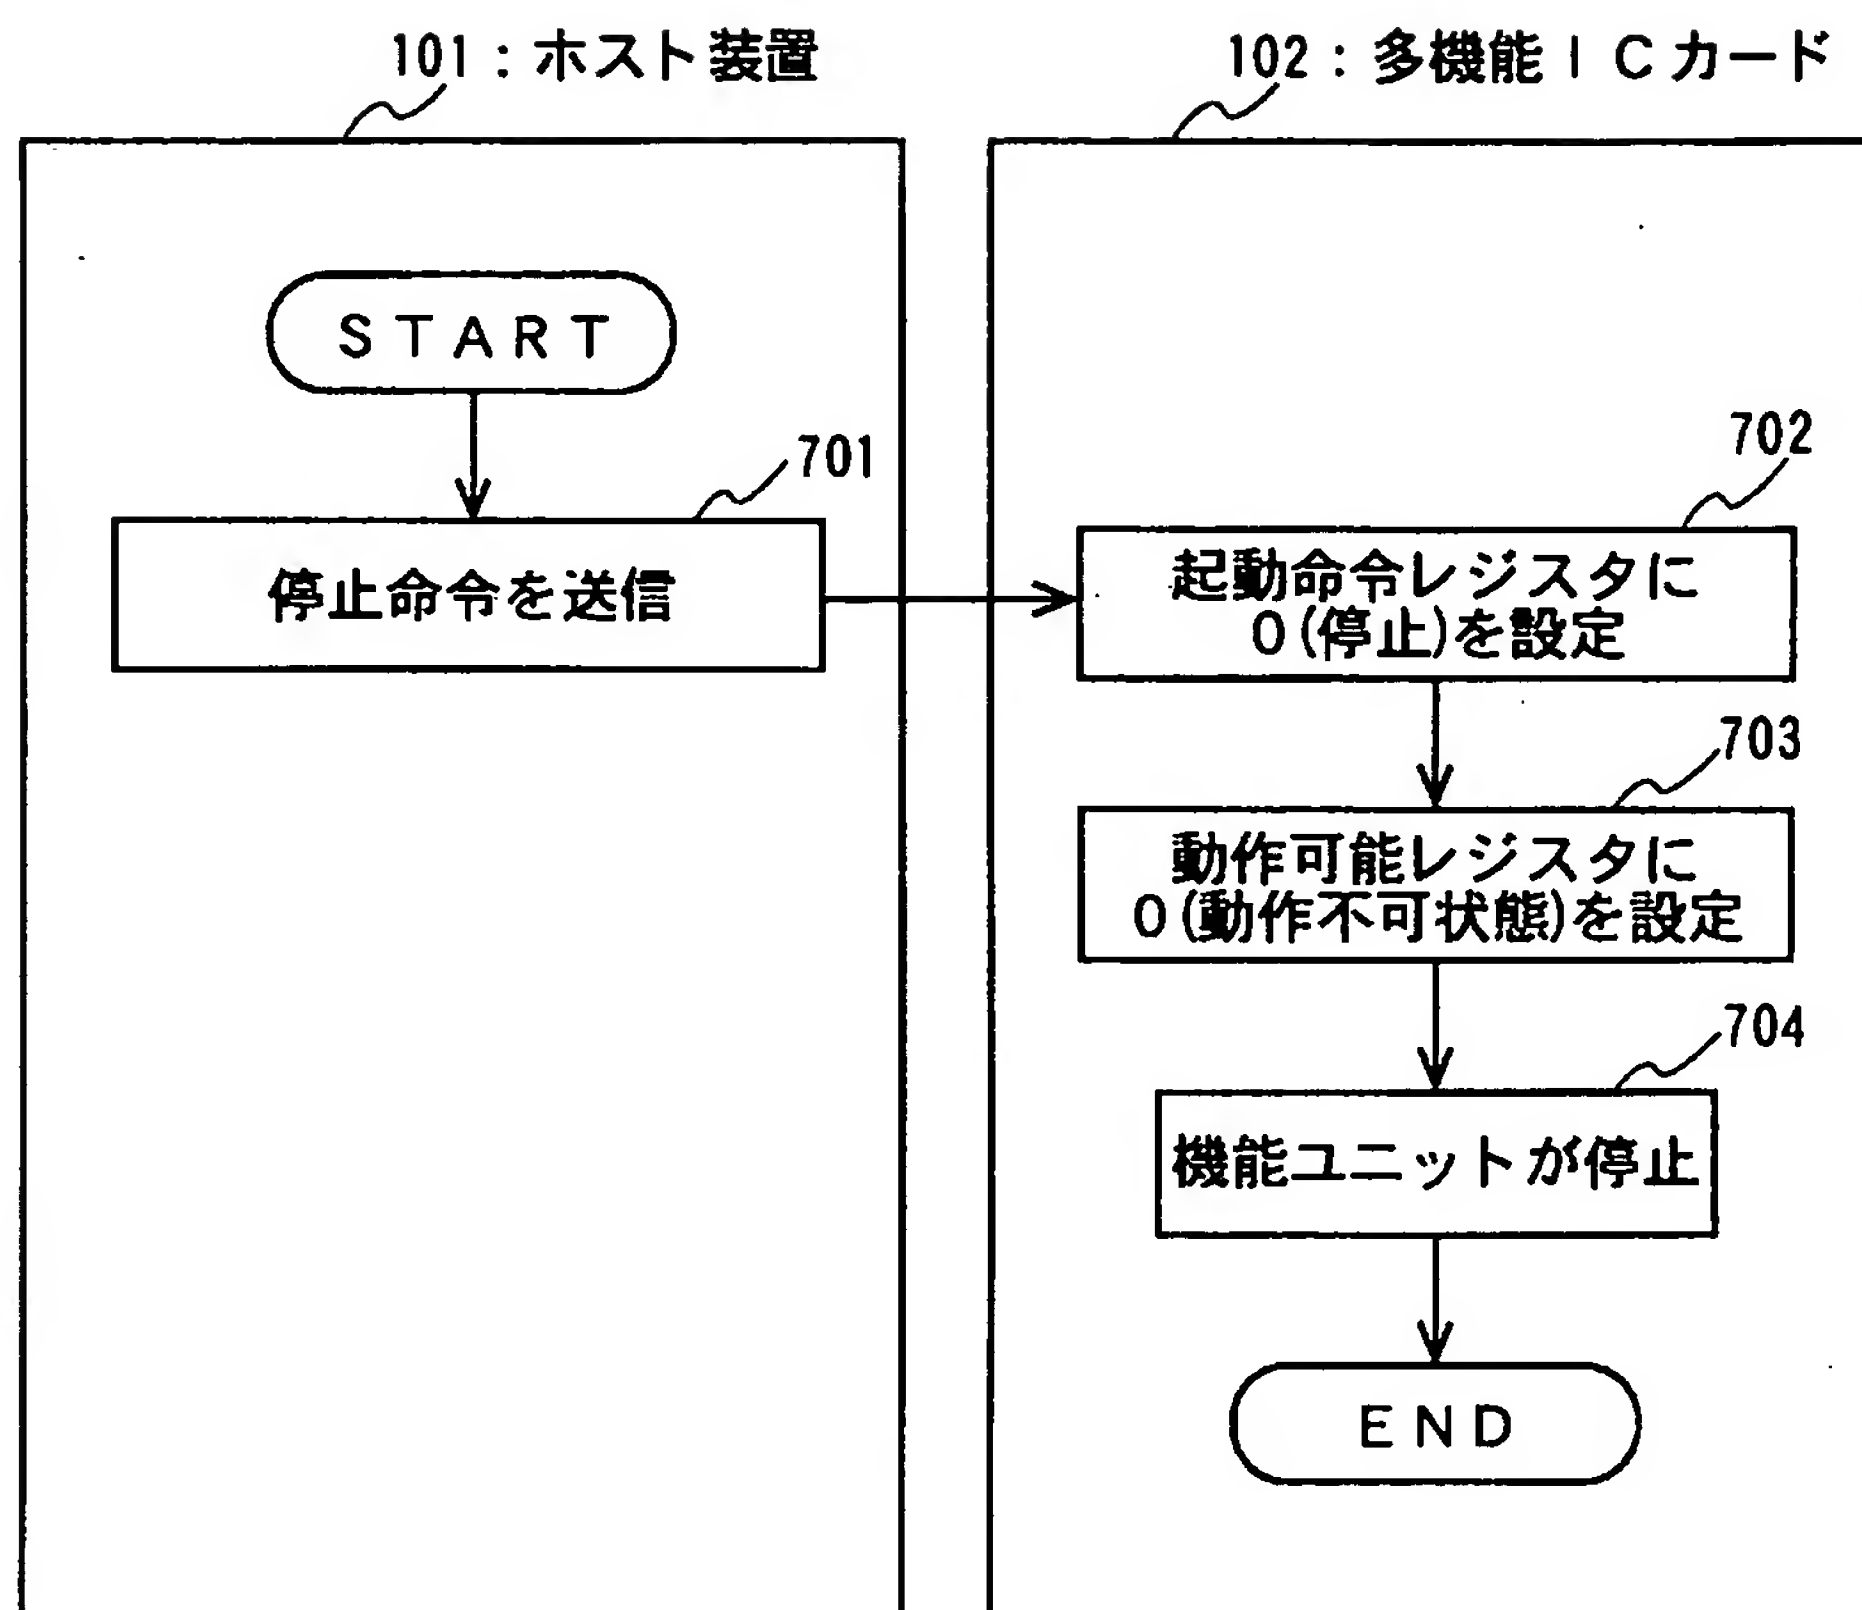 101：ホスト装置
102：多機能ＩＣカード
ＳＴＡＲＴ
701
停止命令を送信
702
起動命令レジスタに
０(停止)を設定
703
動作可能レジスタに
０(動作不可状態)を設定
704
機能ユニットが停止
ＥＮＤ